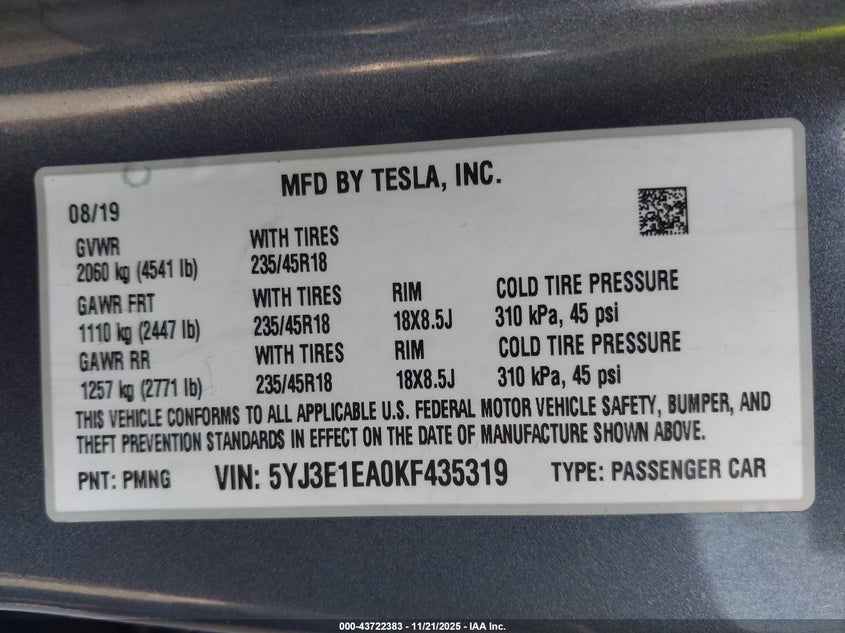 MFD BY TESLA, INC.
08/19
GVWR WITH TIRES
2060 kg (4541 lb) 235/45R18
GAWR FRT WITH TIRES RIM COLD TIRE PRESSURE
1110 kg (2447 lb) 235/45R18 18X8.5J 310 kPa, 45 psi
GAWR RR WITH TIRES RIM COLD TIRE PRESSURE
1257 kg (2771 lb) 235/45R18 18X8.5J 310 kPa, 45 psi
THIS VEHICLE CONFORMS TO ALL APPLICABLE U.S. FEDERAL MOTOR VEHICLE SAFETY, BUMPER, AND
THEFT PREVENTION STANDARDS IN EFFECT ON THE DATE OF MANUFACTURE SHOWN ABOVE.
PNT: PMNG VIN: 5YJ3E1EA0KF435319 TYPE: PASSENGER CAR
000-43722383 - 11/21/2025 - IAA Inc.